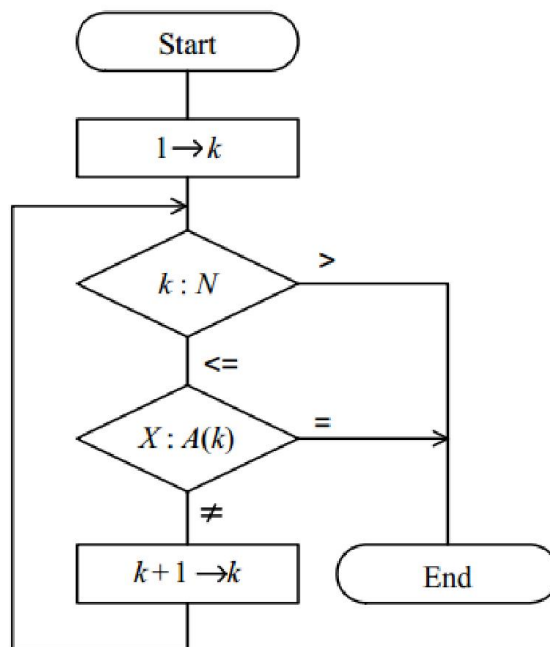 Start
1→k
k : N
>
<=
X : A(k)
=
≠
k+1→k
End